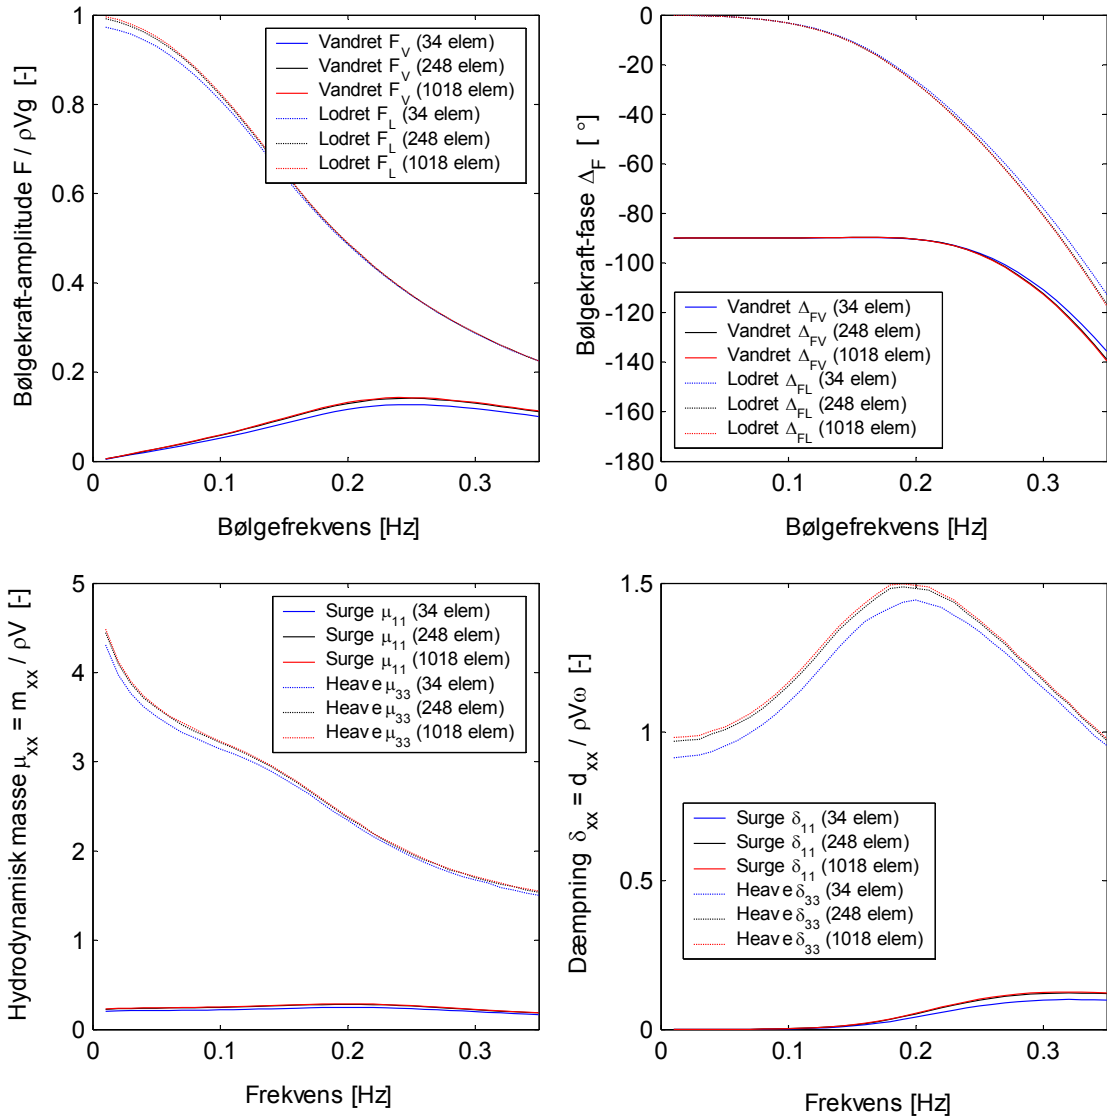 Bølgekraft-amplitude F / ρVg [-]
1
0.8
0.6
0.4
0.2
0
0
0.1
0.2
0.3
Bølgefrekvens [Hz]
Vandret F_V (34 elem)
Vandret F_V (248 elem)
Vandret F_V (1018 elem)
Lodret F_L (34 elem)
Lodret F_L (248 elem)
Lodret F_L (1018 elem)
Bølgekraft-fase Δ_F [ °]
0
-20
-40
-60
-80
-100
-120
-140
-160
-180
0
0.1
0.2
0.3
Bølgefrekvens [Hz]
Vandret Δ_FV (34 elem)
Vandret Δ_FV (248 elem)
Vandret Δ_FV (1018 elem)
Lodret Δ_FL (34 elem)
Lodret Δ_FL (248 elem)
Lodret Δ_FL (1018 elem)
Hydrodynamisk masse μ_xx = m_xx / ρV [-]
5
4
3
2
1
0
0
0.1
0.2
0.3
Frekvens [Hz]
Surge μ_11 (34 elem)
Surge μ_11 (248 elem)
Surge μ_11 (1018 elem)
Heave μ_33 (34 elem)
Heave μ_33 (248 elem)
Heave μ_33 (1018 elem)
Dæmpning δ_xx = d_xx / ρVω [-]
1.5
1
0.5
0
0
0.1
0.2
0.3
Frekvens [Hz]
Surge δ_11 (34 elem)
Surge δ_11 (248 elem)
Surge δ_11 (1018 elem)
Heave δ_33 (34 elem)
Heave δ_33 (248 elem)
Heave δ_33 (1018 elem)